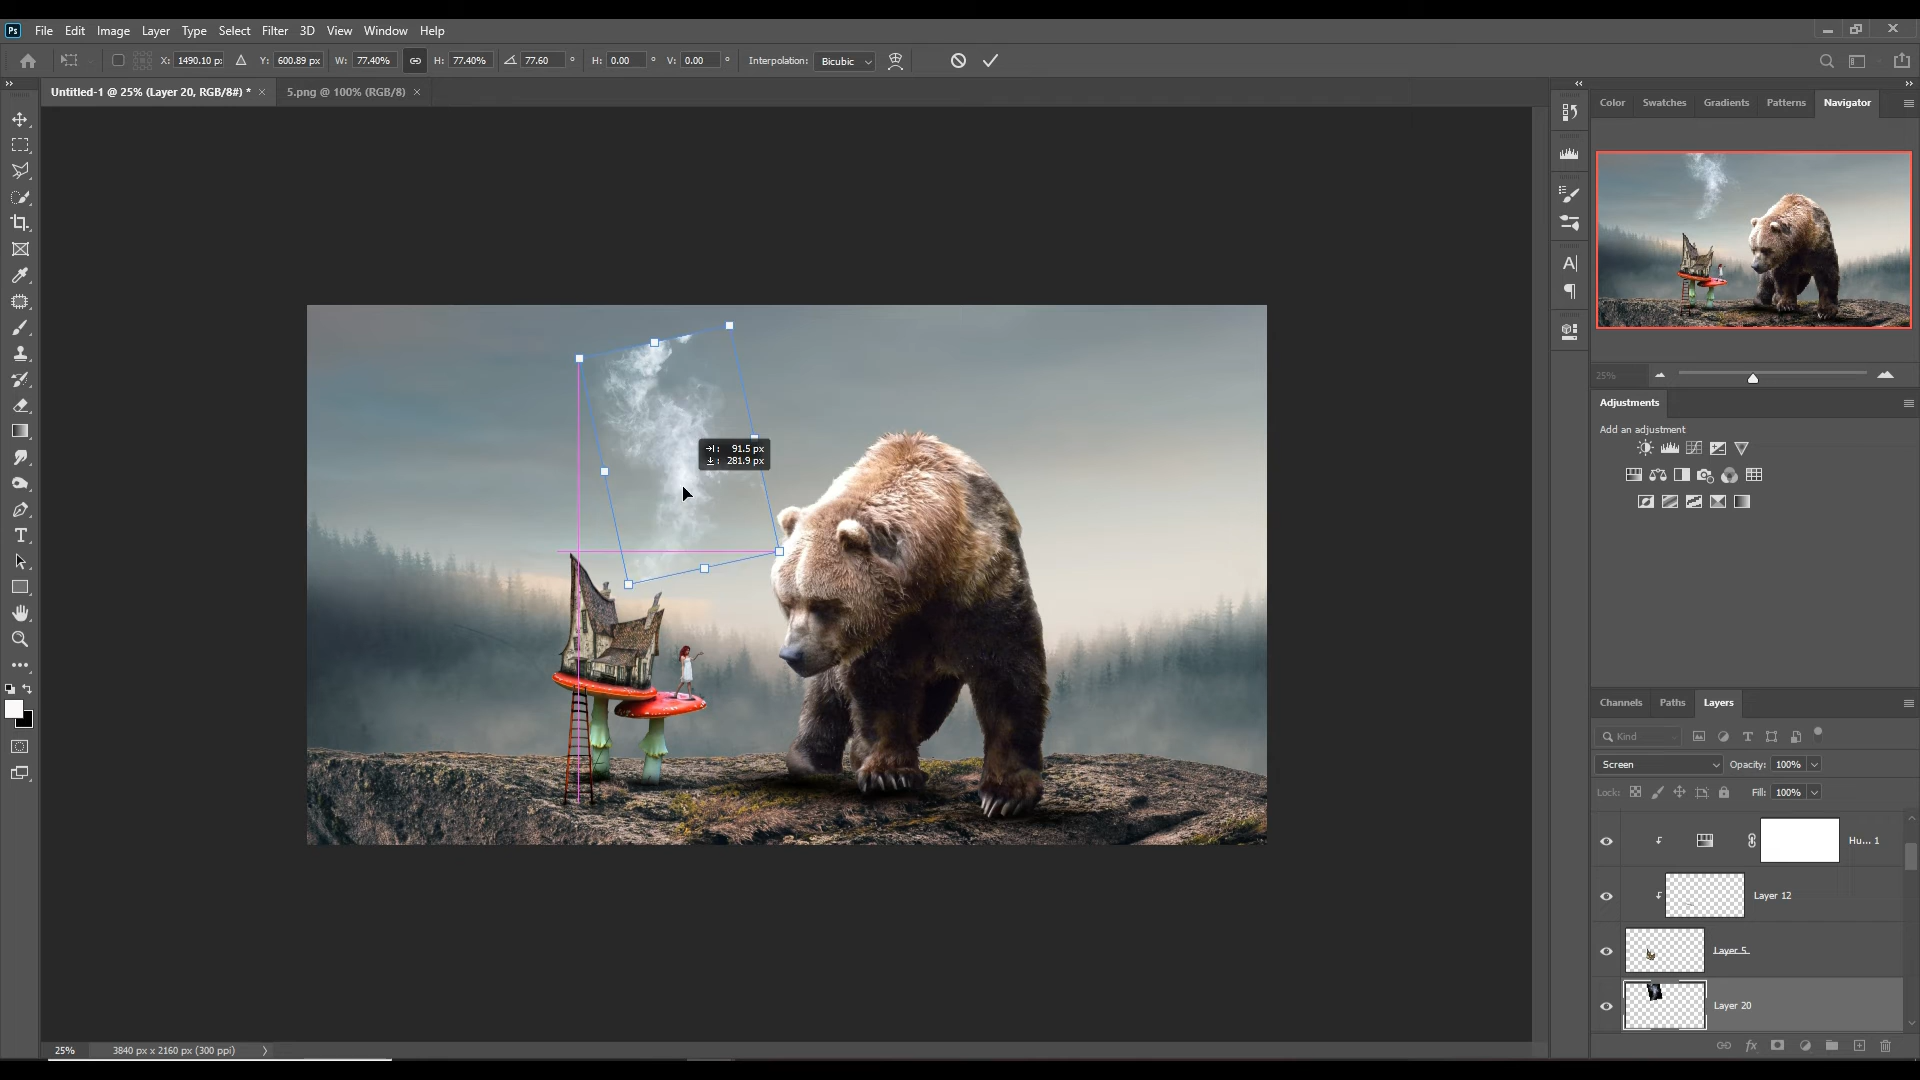 Ps File Edit Image Layer Type Select Filter 3D View Window Help
X: 1490.10 px Y: 600.89 px W: 77.40% H: 77.40% 77.60 ° H: 0.00 ° V: 0.00 ° Interpolation: Bicubic
Untitled-1 @ 25% (Layer 20, RGB/8#) * × 5.png @ 100% (RGB/8) ×
Color Swatches Gradients Patterns Navigator
25%
Adjustments
Add an adjustment
91.5 px
281.9 px
Channels Paths Layers
Kind
Screen Opacity: 100%
Lock: Fill: 100%
Hu... 1
Layer 12
Layer 5
Layer 20
25% 3840 px x 2160 px (300 ppi)